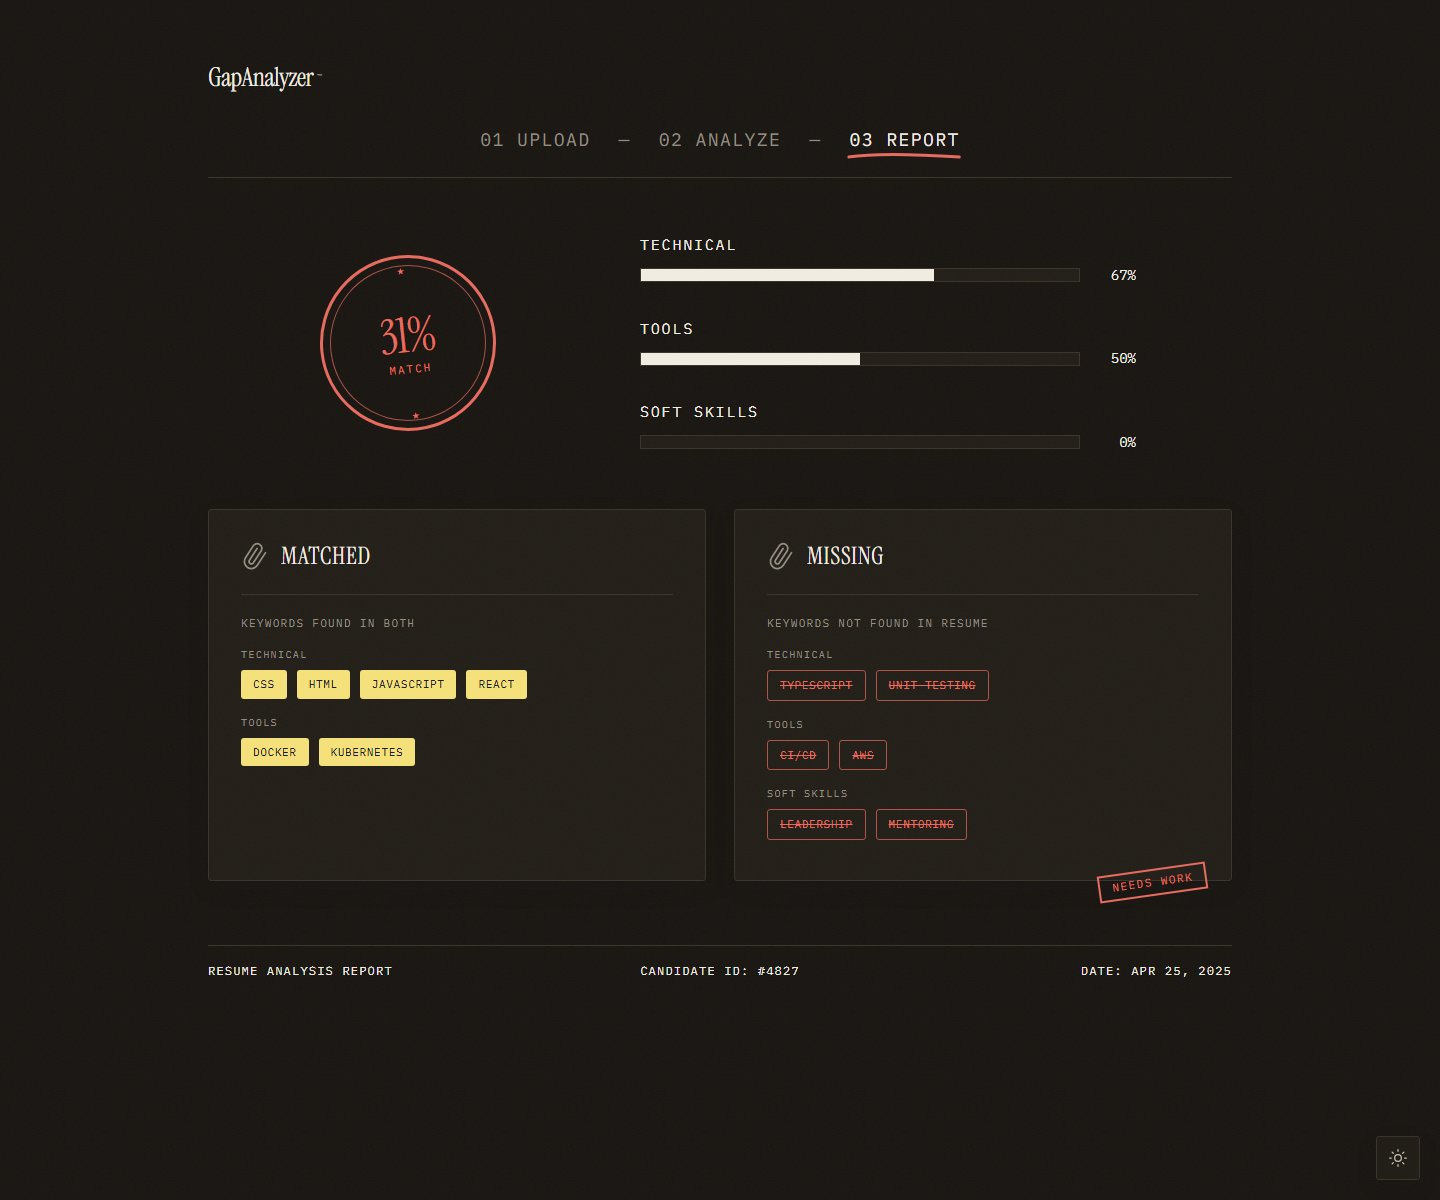 GapAnalyzer™
01 UPLOAD — 02 ANALYZE — 03 REPORT
31%
MATCH
TECHNICAL
67%
TOOLS
50%
SOFT SKILLS
0%
MATCHED
KEYWORDS FOUND IN BOTH
TECHNICAL
CSS HTML JAVASCRIPT REACT
TOOLS
DOCKER KUBERNETES
MISSING
KEYWORDS NOT FOUND IN RESUME
TECHNICAL
TYPESCRIPT UNIT TESTING
TOOLS
CI/CD AWS
SOFT SKILLS
LEADERSHIP MENTORING
NEEDS WORK
RESUME ANALYSIS REPORT
CANDIDATE ID: #4827
DATE: APR 25, 2025